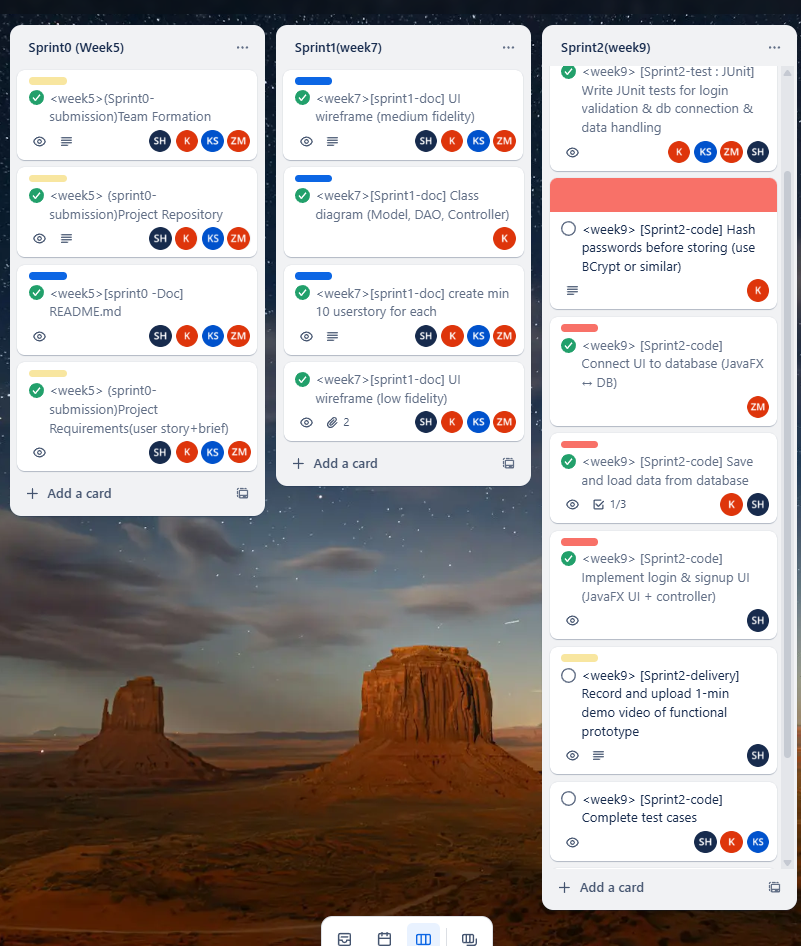 Sprint0 (Week5)
<week5>(Sprint0-
submission)Team Formation
SH K KS ZM
<week5> (sprint0-
submission)Project Repository
SH K KS ZM
<week5>[sprint0 -Doc]
README.md
SH K KS ZM
<week5> (sprint0-
submission)Project
Requirements(user story+brief)
SH K KS ZM
Add a card
Sprint1(week7)
<week7>[sprint1-doc] UI
wireframe (medium fidelity)
SH K KS ZM
<week7>[Sprint1-doc] Class
diagram (Model, DAO, Controller)
K
<week7>[sprint1-doc] create min
10 userstory for each
SH K KS ZM
<week7>[sprint1-doc] UI
wireframe (low fidelity)
2 SH K KS ZM
Add a card
Sprint2(week9)
<week9> [Sprint2-test : JUnit]
Write JUnit tests for login
validation & db connection &
data handling
K KS ZM SH
<week9> [Sprint2-code] Hash
passwords before storing (use
BCrypt or similar)
K
<week9> [Sprint2-code]
Connect UI to database (JavaFX
↔ DB)
ZM
<week9> [Sprint2-code] Save
and load data from database
1/3 K SH
<week9> [Sprint2-code]
Implement login & signup UI
(JavaFX UI + controller)
SH
<week9> [Sprint2-delivery]
Record and upload 1-min
demo video of functional
prototype
SH
<week9> [Sprint2-code]
Complete test cases
SH K KS
Add a card